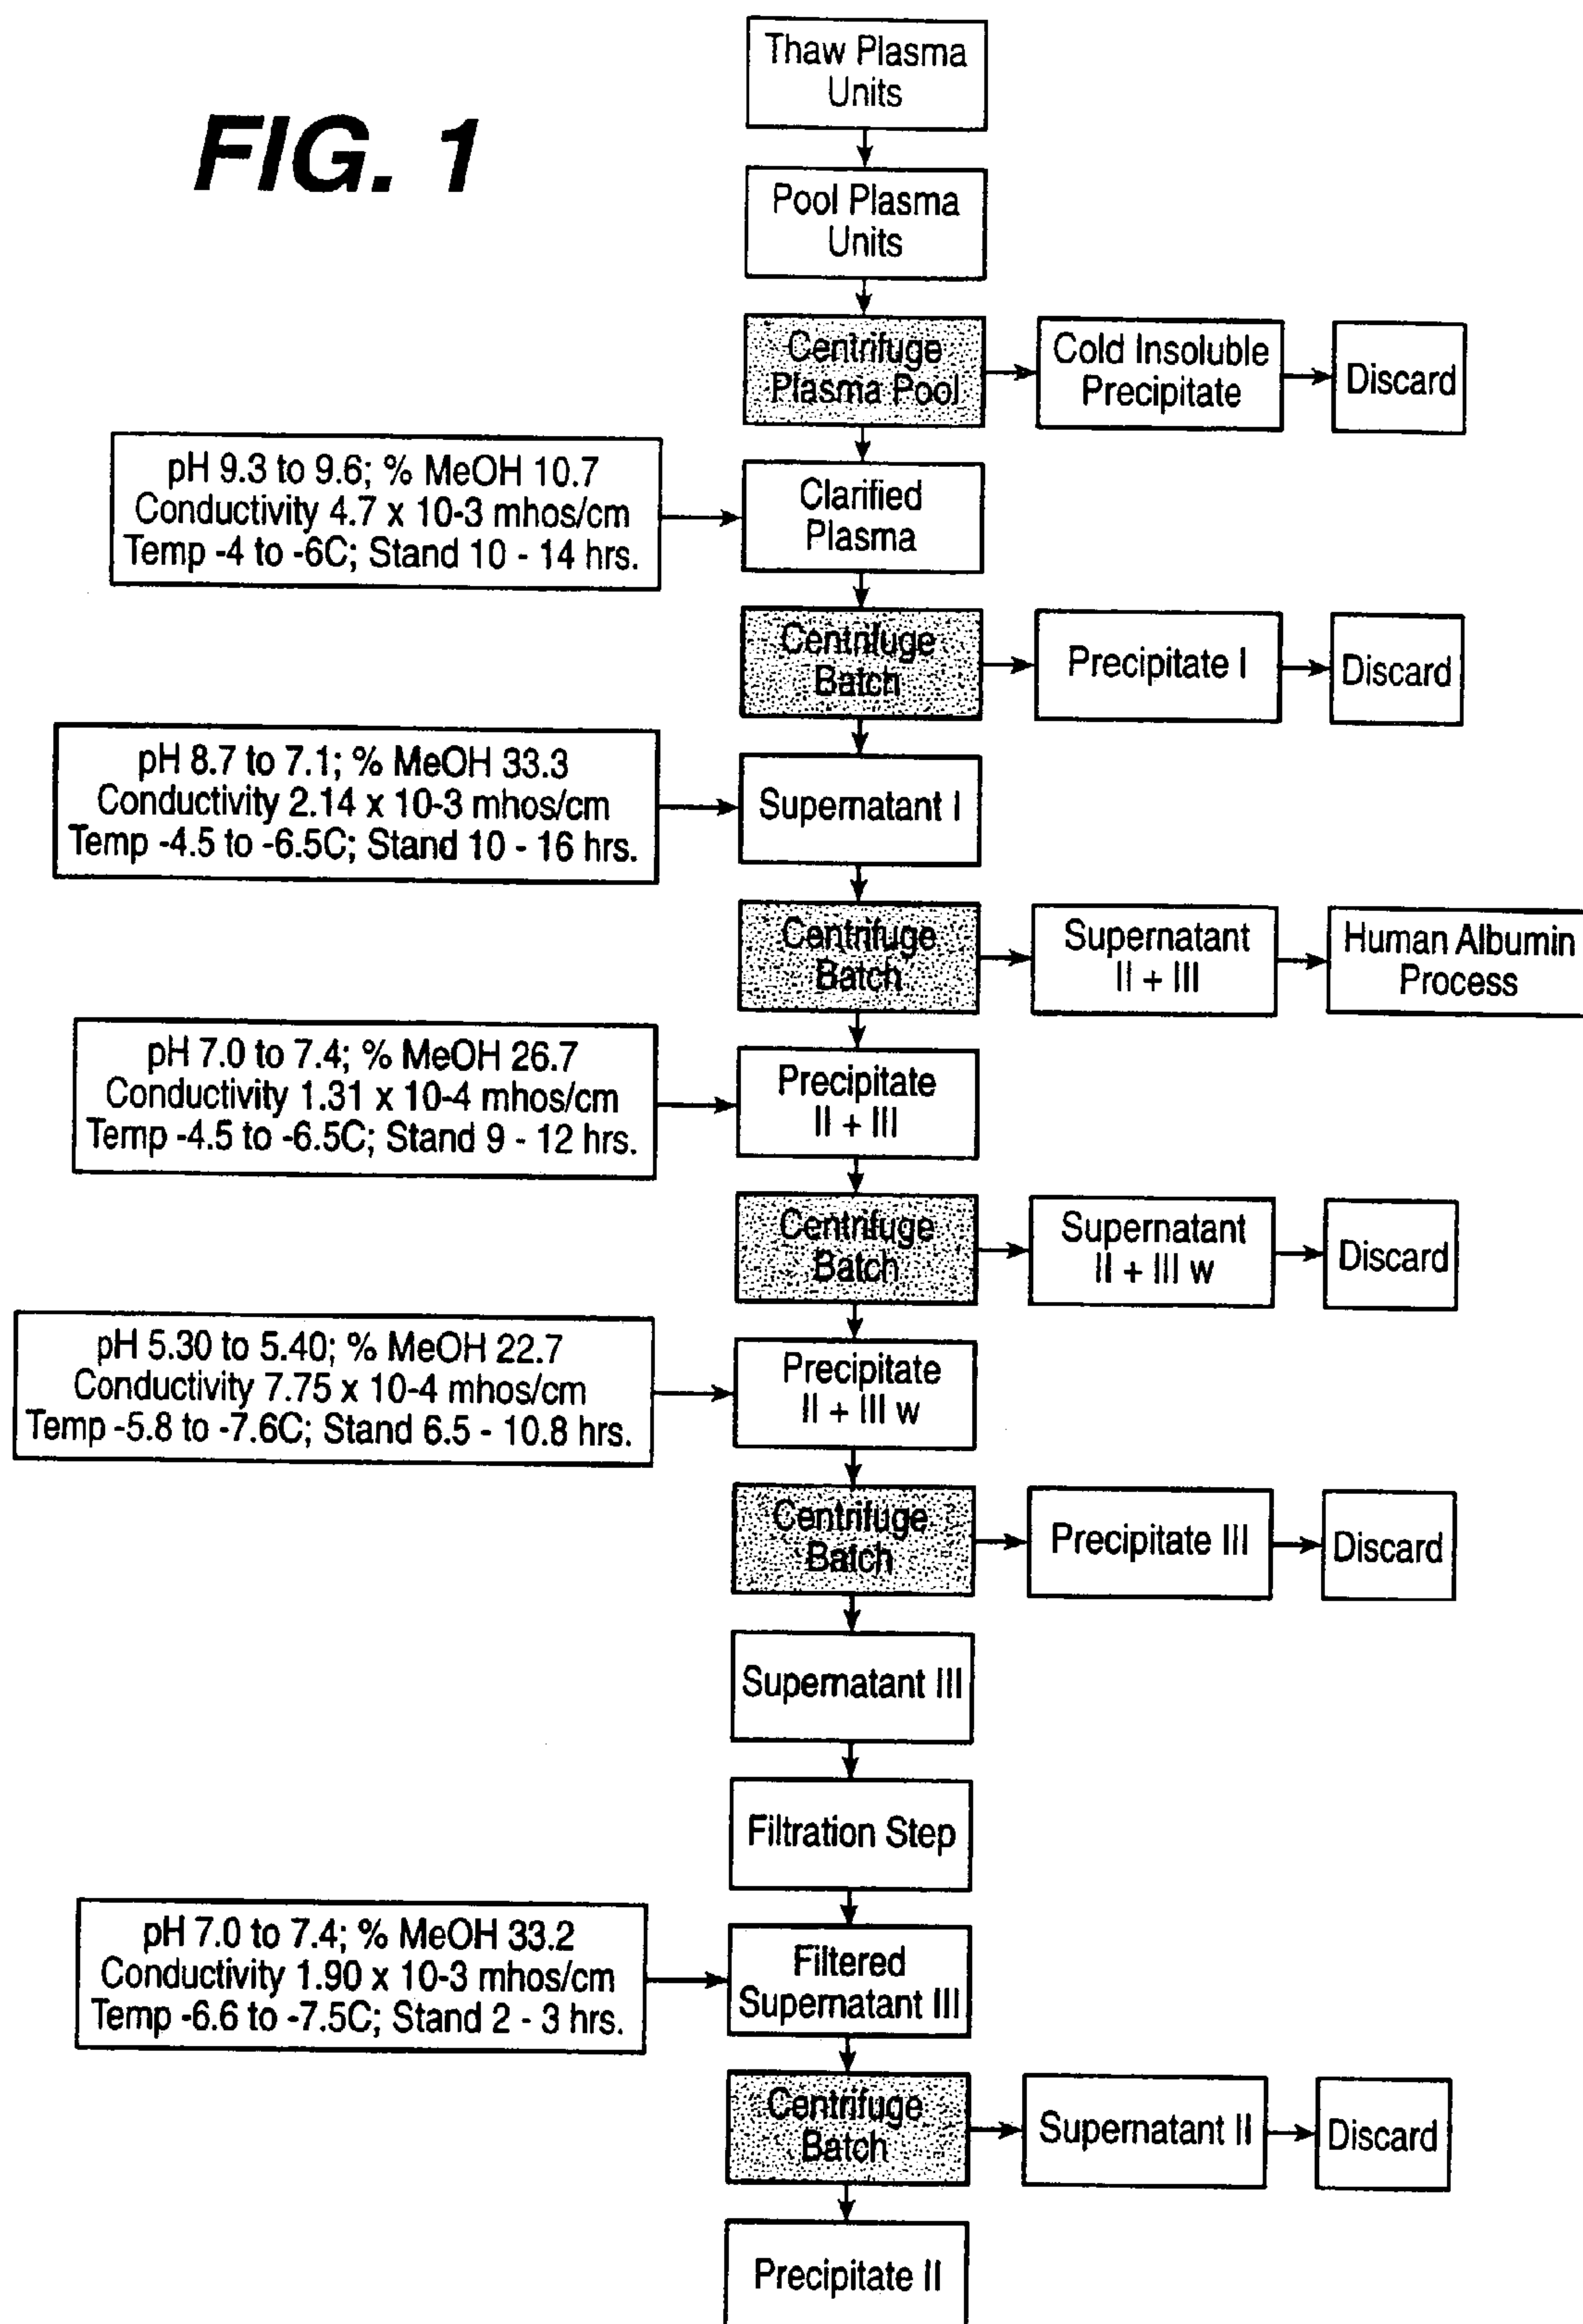 FIG. 1
Thaw Plasma
Units
Pool Plasma
Units
Centrifuge
Plasma Pool
Cold Insoluble
Precipitate
Discard
pH 9.3 to 9.6; % MeOH 10.7
Conductivity 4.7 x 10-3 mhos/cm
Temp -4 to -6C; Stand 10 - 14 hrs.
Clarified
Plasma
Centrifuge
Batch
Precipitate I
Discard
pH 8.7 to 7.1; % MeOH 33.3
Conductivity 2.14 x 10-3 mhos/cm
Temp -4.5 to -6.5C; Stand 10 - 16 hrs.
Supernatant I
Centrifuge
Batch
Supernatant
II + III
Human Albumin
Process
pH 7.0 to 7.4; % MeOH 26.7
Conductivity 1.31 x 10-4 mhos/cm
Temp -4.5 to -6.5C; Stand 9 - 12 hrs.
Precipitate
II + III
Centrifuge
Batch
Supernatant
II + III w
Discard
pH 5.30 to 5.40; % MeOH 22.7
Conductivity 7.75 x 10-4 mhos/cm
Temp -5.8 to -7.6C; Stand 6.5 - 10.8 hrs.
Precipitate
II + III w
Centrifuge
Batch
Precipitate III
Discard
Supernatant III
Filtration Step
pH 7.0 to 7.4; % MeOH 33.2
Conductivity 1.90 x 10-3 mhos/cm
Temp -6.6 to -7.5C; Stand 2 - 3 hrs.
Filtered
Supernatant III
Centrifuge
Batch
Supernatant II
Discard
Precipitate II